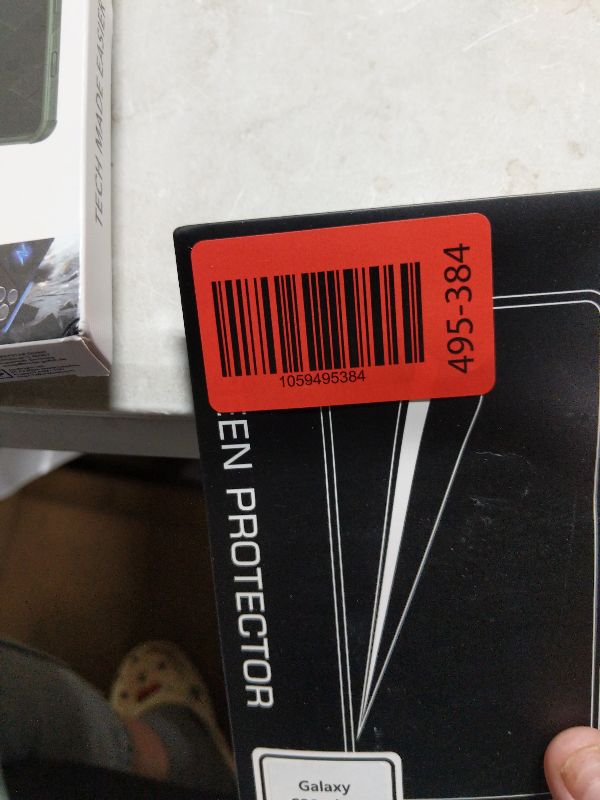 TECH MADE EASIER
495-384
1059495384
EEN PROTECTOR
Galaxy